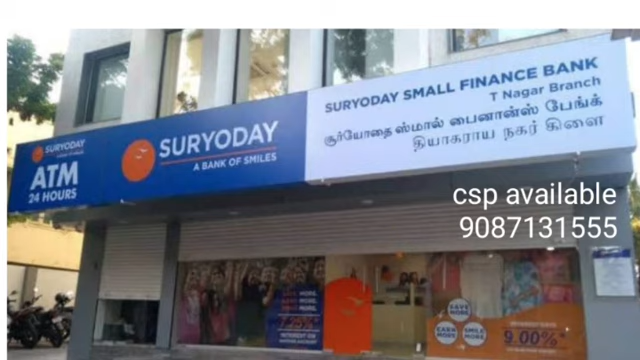 SURYODAY
ATM
24 HOURS
SURYODAY
A BANK OF SMILES
SURYODAY SMALL FINANCE BANK
T Nagar Branch
சூர்யோதை ஸ்மால் பைனான்ஸ் பேங்க்
தியாகராய நகர் கிளை
csp available
9087131555
SAVE
MORE
EARN
MORE
SMILE
MORE
9.00%*